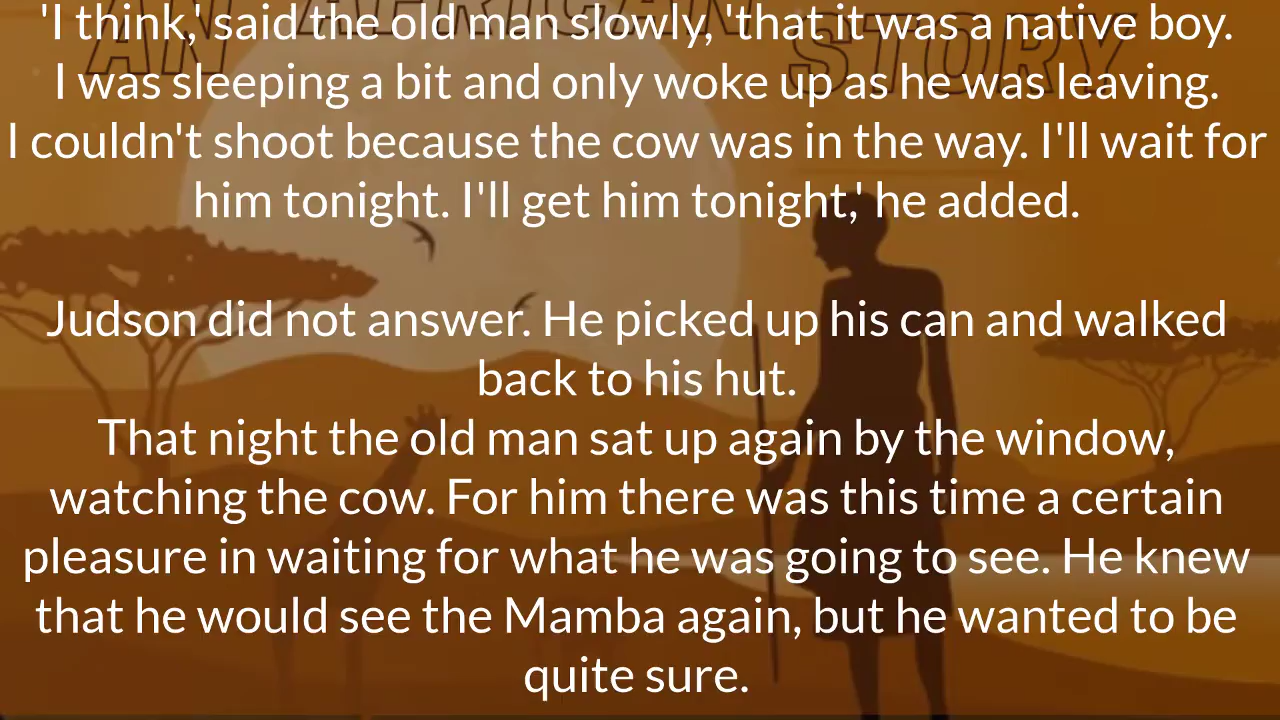 AN AFRICAN STORY
'I think,' said the old man slowly, 'that it was a native boy.
I was sleeping a bit and only woke up as he was leaving.
I couldn't shoot because the cow was in the way. I'll wait for
him tonight. I'll get him tonight,' he added.
Judson did not answer. He picked up his can and walked
back to his hut.
That night the old man sat up again by the window,
watching the cow. For him there was this time a certain
pleasure in waiting for what he was going to see. He knew
that he would see the Mamba again, but he wanted to be
quite sure.